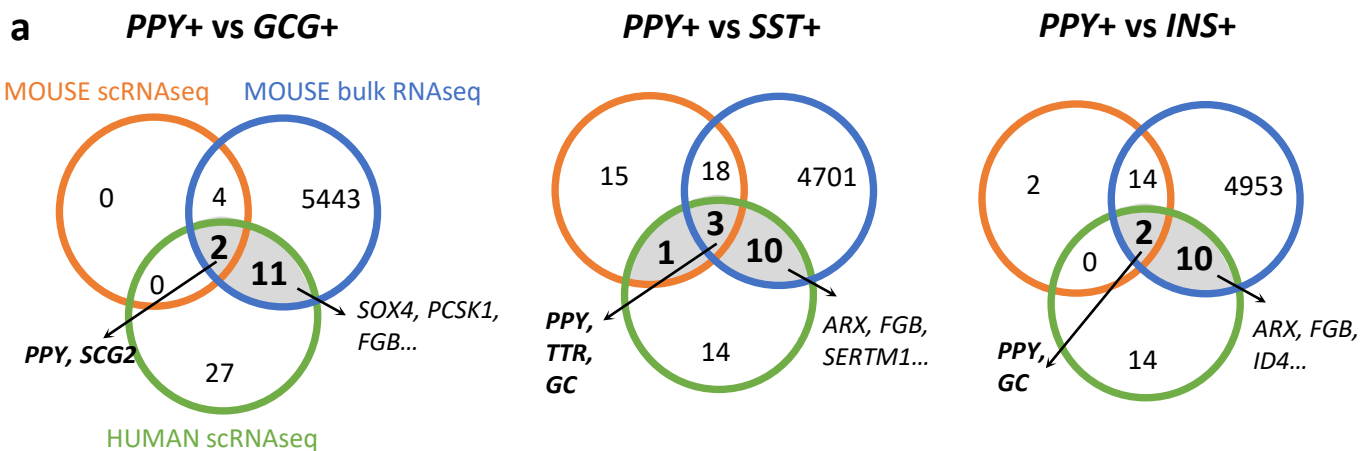 a
PPY+ vs GCG+
PPY+ vs SST+
PPY+ vs INS+
MOUSE scRNAseq
MOUSE bulk RNAseq
0
4
5443
2
11
0
27
PPY, SCG2
SOX4, PCSK1,
FGB...
HUMAN scRNAseq
15
18
4701
3
1
10
14
PPY,
TTR,
GC
ARX, FGB,
SERTM1...
2
14
4953
2
0
10
14
PPY,
GC
ARX, FGB,
ID4...